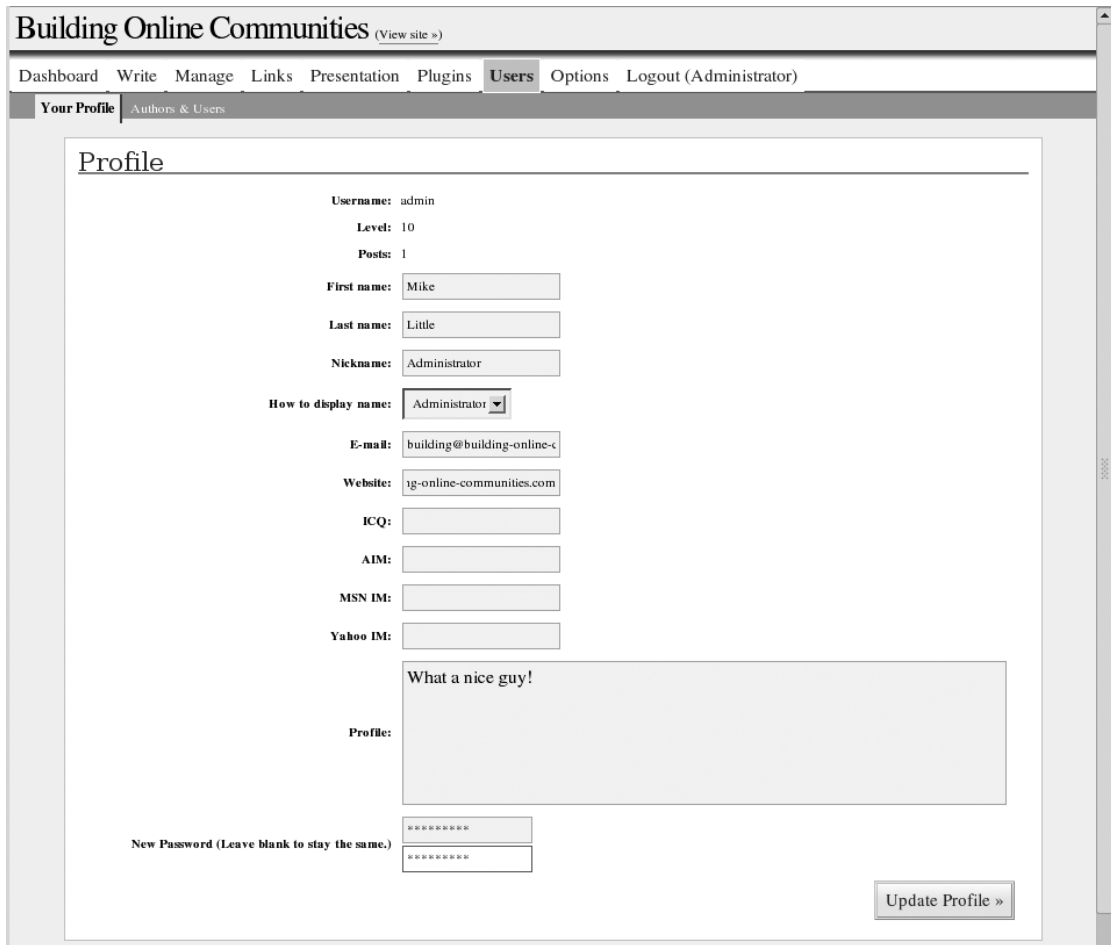 Building Online Communities (View site »)
Dashboard Write Manage Links Presentation Plugins Users Options Logout (Administrator)
Your Profile Authors & Users
Profile
Username: admin
Level: 10
Posts: 1
First name: Mike
Last name: Little
Nickname: Administrator
How to display name: Administrator
E-mail: building@building-online-c
Website: ng-online-communities.com
ICQ:
AIM:
MSN IM:
Yahoo IM:
What a nice guy!
Profile:
*********
New Password (Leave blank to stay the same.)
*********
Update Profile »